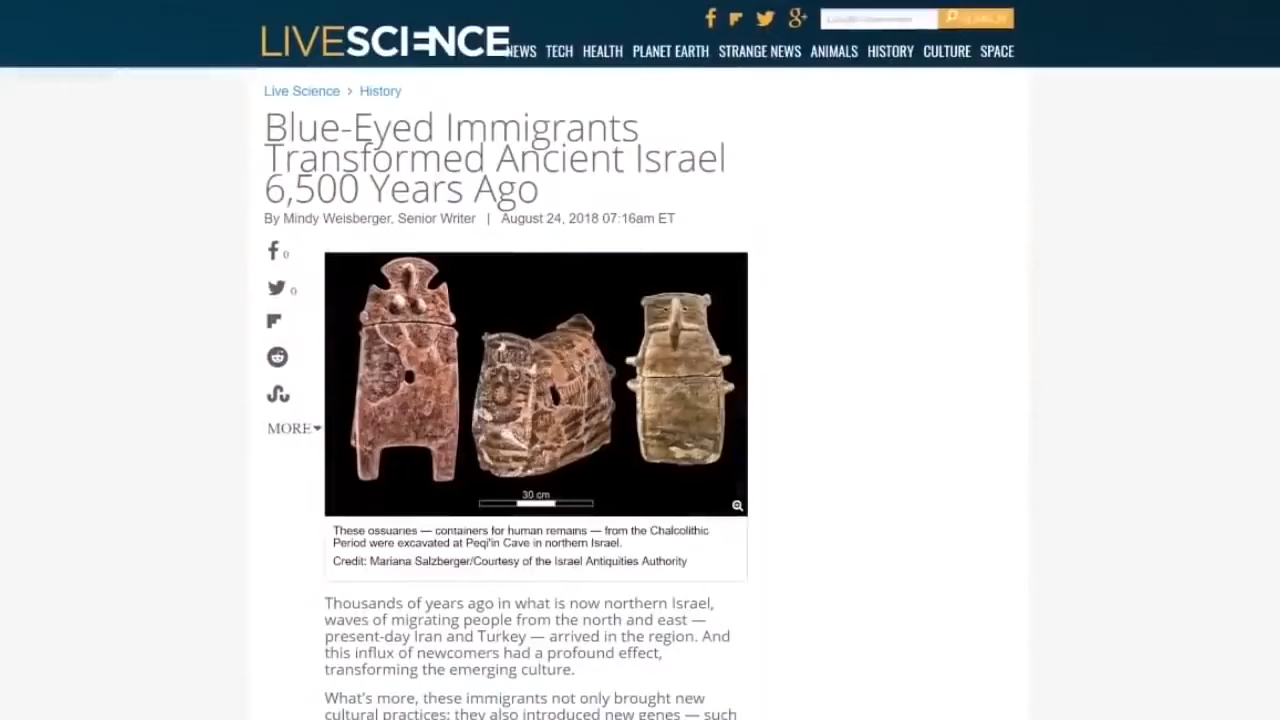 LIVESCIENCE
NEWS TECH HEALTH PLANET EARTH STRANGE NEWS ANIMALS HISTORY CULTURE SPACE
Live Science > History
Blue-Eyed Immigrants
Transformed Ancient Israel
6,500 Years Ago
By Mindy Weisberger, Senior Writer | August 24, 2018 07:16am ET
0
0
MORE
30 cm
These ossuaries — containers for human remains — from the Chalcolithic
Period were excavated at Peqi'in Cave in northern Israel.
Credit: Mariana Salzberger/Courtesy of the Israel Antiquities Authority
Thousands of years ago in what is now northern Israel,
waves of migrating people from the north and east —
present-day Iran and Turkey — arrived in the region. And
this influx of newcomers had a profound effect,
transforming the emerging culture.
What's more, these immigrants not only brought new
cultural practices; they also introduced new genes — such